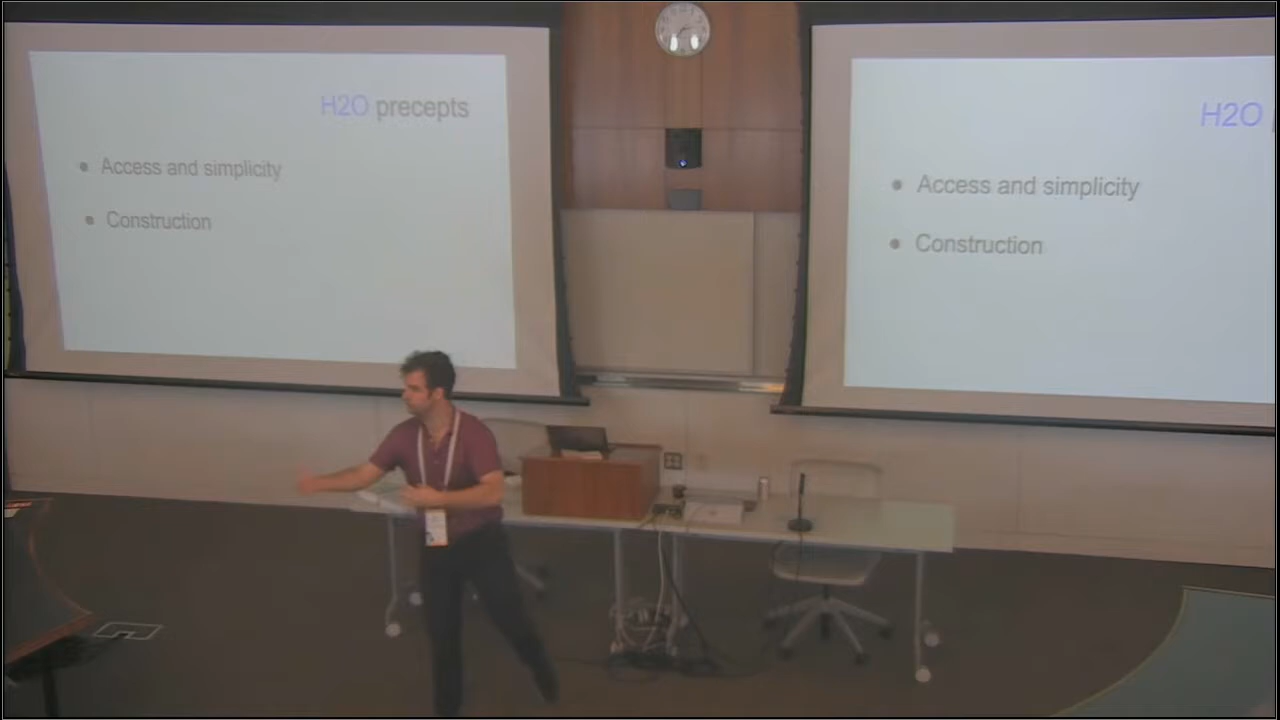 H2O precepts
Access and simplicity
Construction
H2O
Access and simplicity
Construction